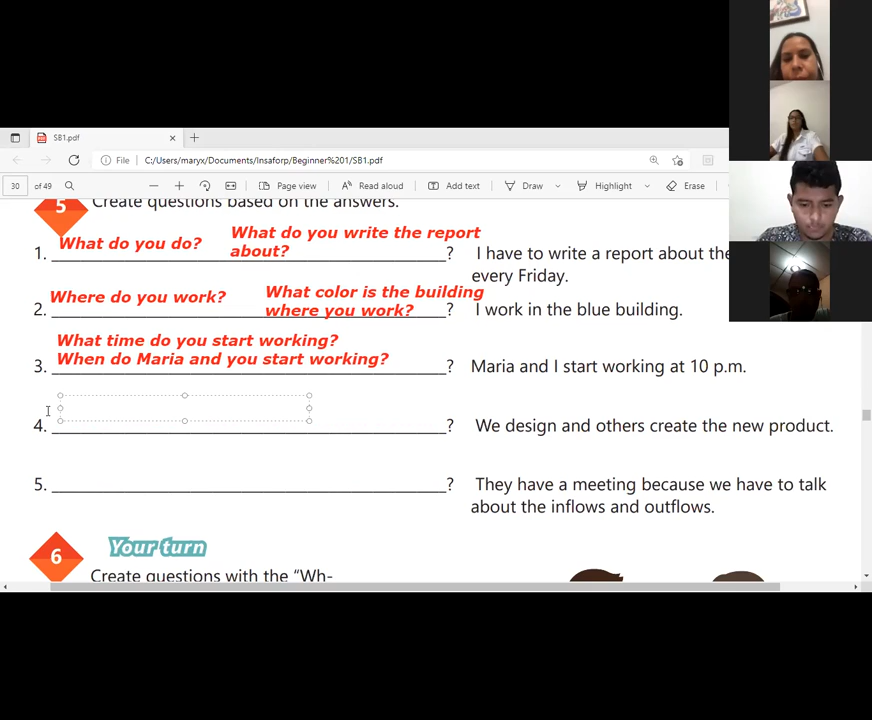 SB1.pdf
File C:/Users/maryx/Documents/Insaforp/Beginner%201/SB1.pdf
30 of 49 Page view Read aloud Add text Draw Highlight Erase
5 Create questions based on the answers.
What do you do? What do you write the report
about?
1. ? I have to write a report about the
every Friday.
Where do you work? What color is the building
where you work?
2. ? I work in the blue building.
What time do you start working?
When do Maria and you start working?
3. ? Maria and I start working at 10 p.m.
4. ? We design and others create the new product.
5. ? They have a meeting because we have to talk
about the inflows and outflows.
6 Your turn
Create questions with the “Wh-